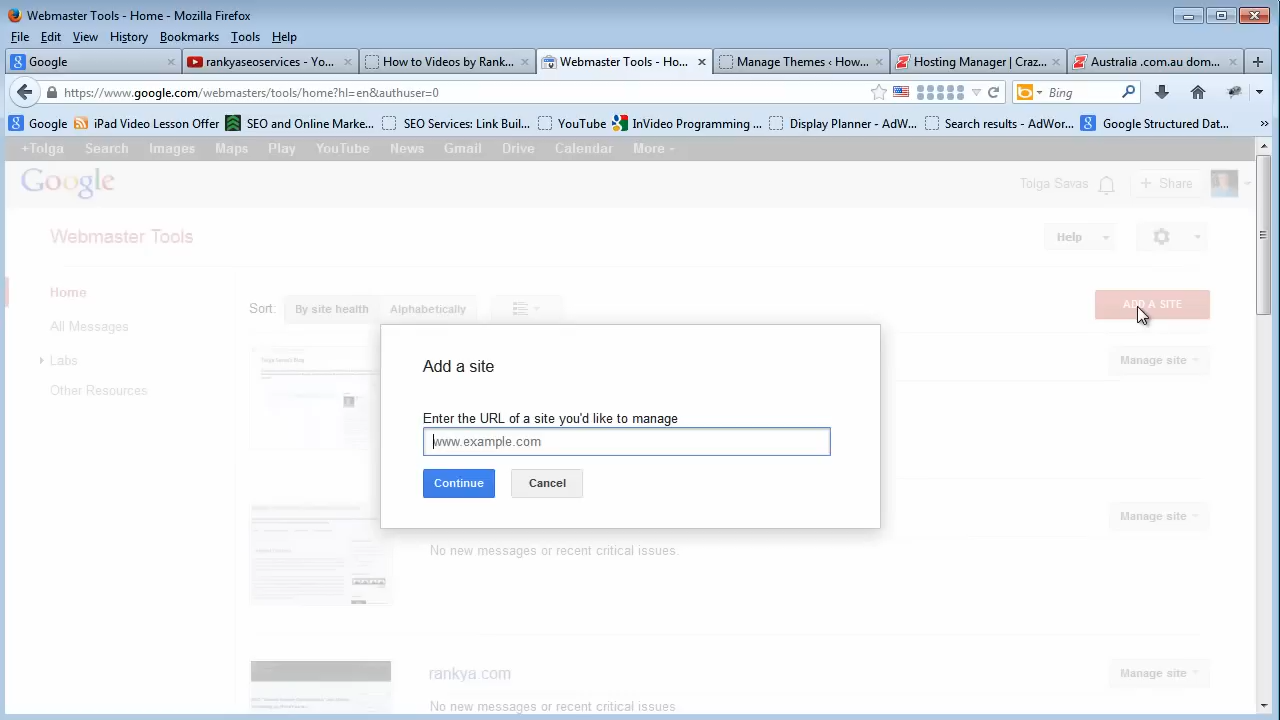 Webmaster Tools - Home - Mozilla Firefox
File Edit View History Bookmarks Tools Help
Google × rankyaseoservices - Yo... × How to Videos by Rank... × Webmaster Tools - Ho... × Manage Themes ‹ How... × Hosting Manager | Craz... × Australia .com.au dom... × +
https://www.google.com/webmasters/tools/home?hl=en&authuser=0 Bing
Google iPad Video Lesson Offer SEO and Online Marke... SEO Services: Link Buil... YouTube InVideo Programming ... Display Planner - AdW... Search results - AdWor... Google Structured Dat... »
+Tolga Search Images Maps Play YouTube News Gmail Drive Calendar More
Google Tolga Savas + Share
Webmaster Tools Help
Home
All Messages
Labs
Other Resources
Sort: By site health Alphabetically ADD A SITE
Manage site
Add a site
Enter the URL of a site you'd like to manage
www.example.com
Continue Cancel
Manage site
No new messages or recent critical issues.
rankya.com Manage site
No new messages or recent critical issues.